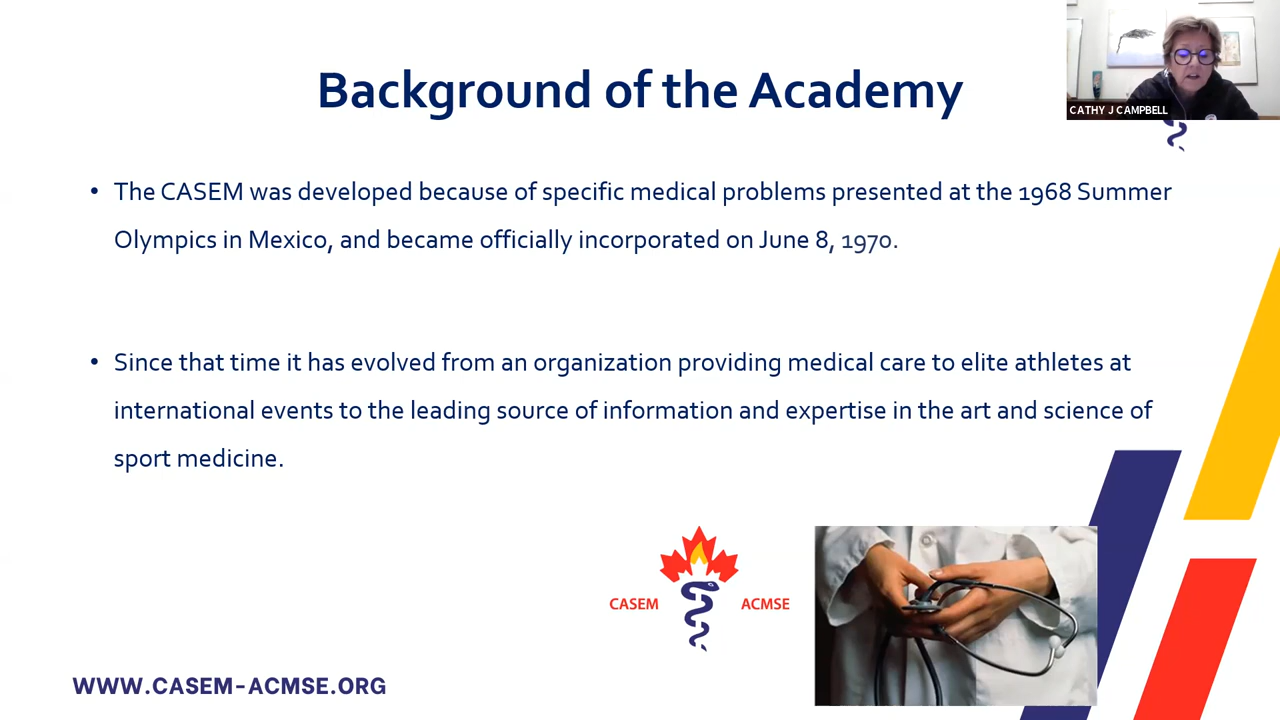 Background of the Academy
CATHY J CAMPBELL
• The CASEM was developed because of specific medical problems presented at the 1968 Summer
Olympics in Mexico, and became officially incorporated on June 8, 1970.
• Since that time it has evolved from an organization providing medical care to elite athletes at
international events to the leading source of information and expertise in the art and science of
sport medicine.
CASEM ACMSE
WWW.CASEM-ACMSE.ORG